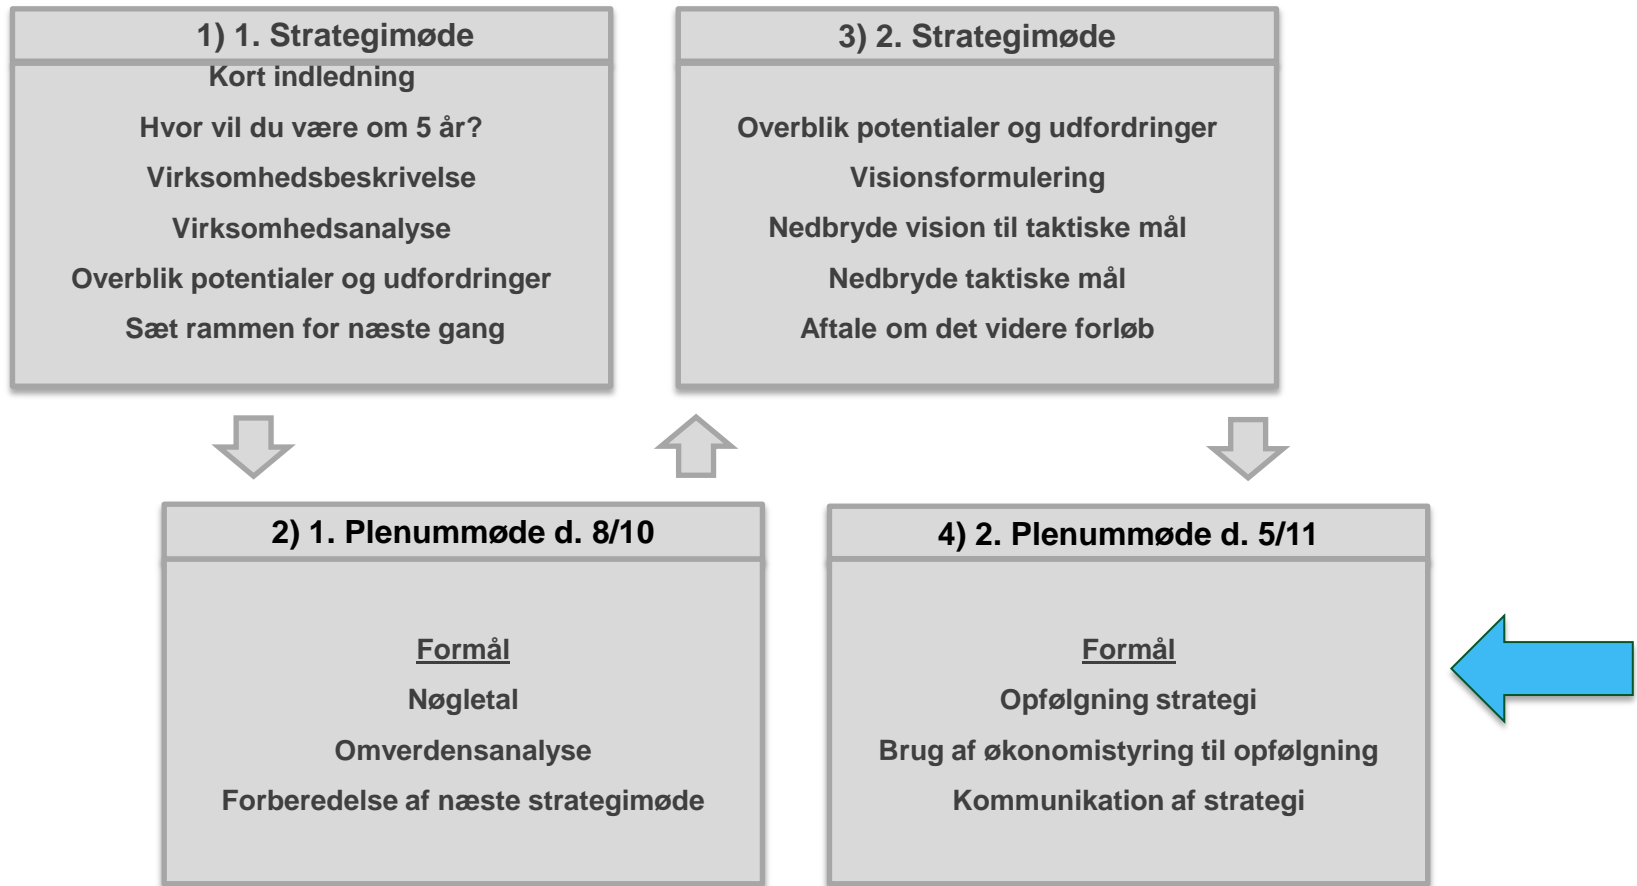 1) 1. Strategimøde
Kort indledning
Hvor vil du være om 5 år?
Virksomhedsbeskrivelse
Virksomhedsanalyse
Overblik potentialer og udfordringer
Sæt rammen for næste gang
2) 1. Plenummøde d. 8/10
Formål
Nøgletal
Omverdensanalyse
Forberedelse af næste strategimøde
3) 2. Strategimøde
Overblik potentialer og udfordringer
Visionsformulering
Nedbryde vision til taktiske mål
Nedbryde taktiske mål
Aftale om det videre forløb
4) 2. Plenummøde d. 5/11
Formål
Opfølgning strategi
Brug af økonomistyring til opfølgning
Kommunikation af strategi